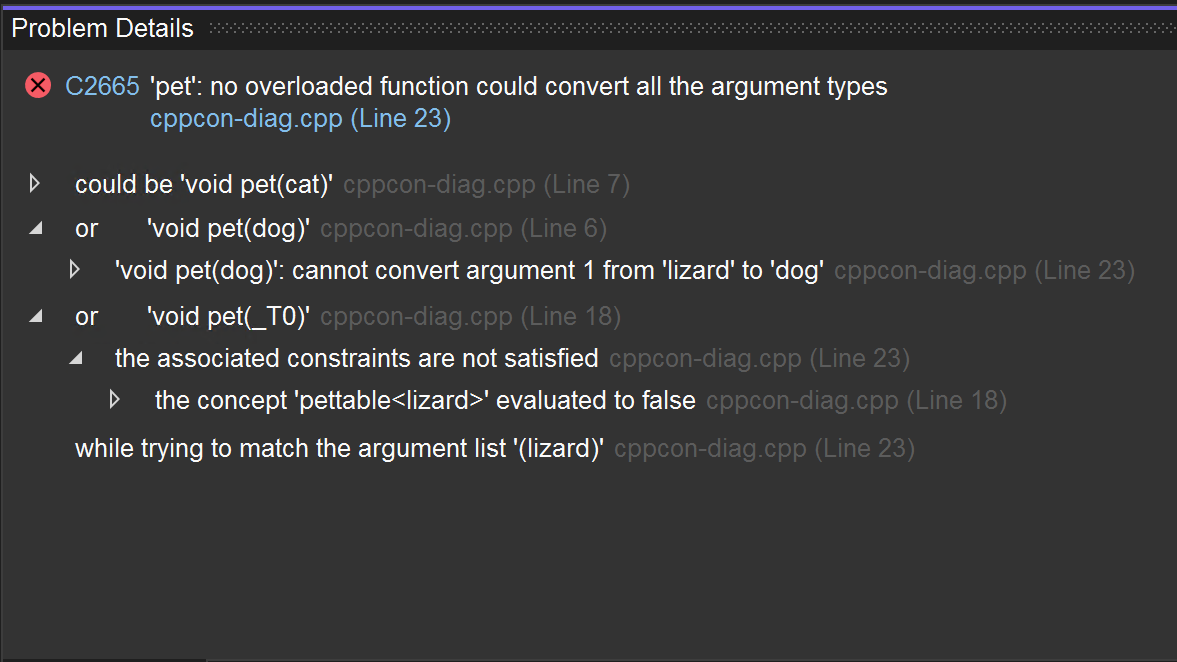 Problem Details
C2665 'pet': no overloaded function could convert all the argument types
cppcon-diag.cpp (Line 23)
could be 'void pet(cat)' cppcon-diag.cpp (Line 7)
or 'void pet(dog)' cppcon-diag.cpp (Line 6)
'void pet(dog)': cannot convert argument 1 from 'lizard' to 'dog' cppcon-diag.cpp (Line 23)
or 'void pet(_T0)' cppcon-diag.cpp (Line 18)
the associated constraints are not satisfied cppcon-diag.cpp (Line 23)
the concept 'pettable<lizard>' evaluated to false cppcon-diag.cpp (Line 18)
while trying to match the argument list '(lizard)' cppcon-diag.cpp (Line 23)